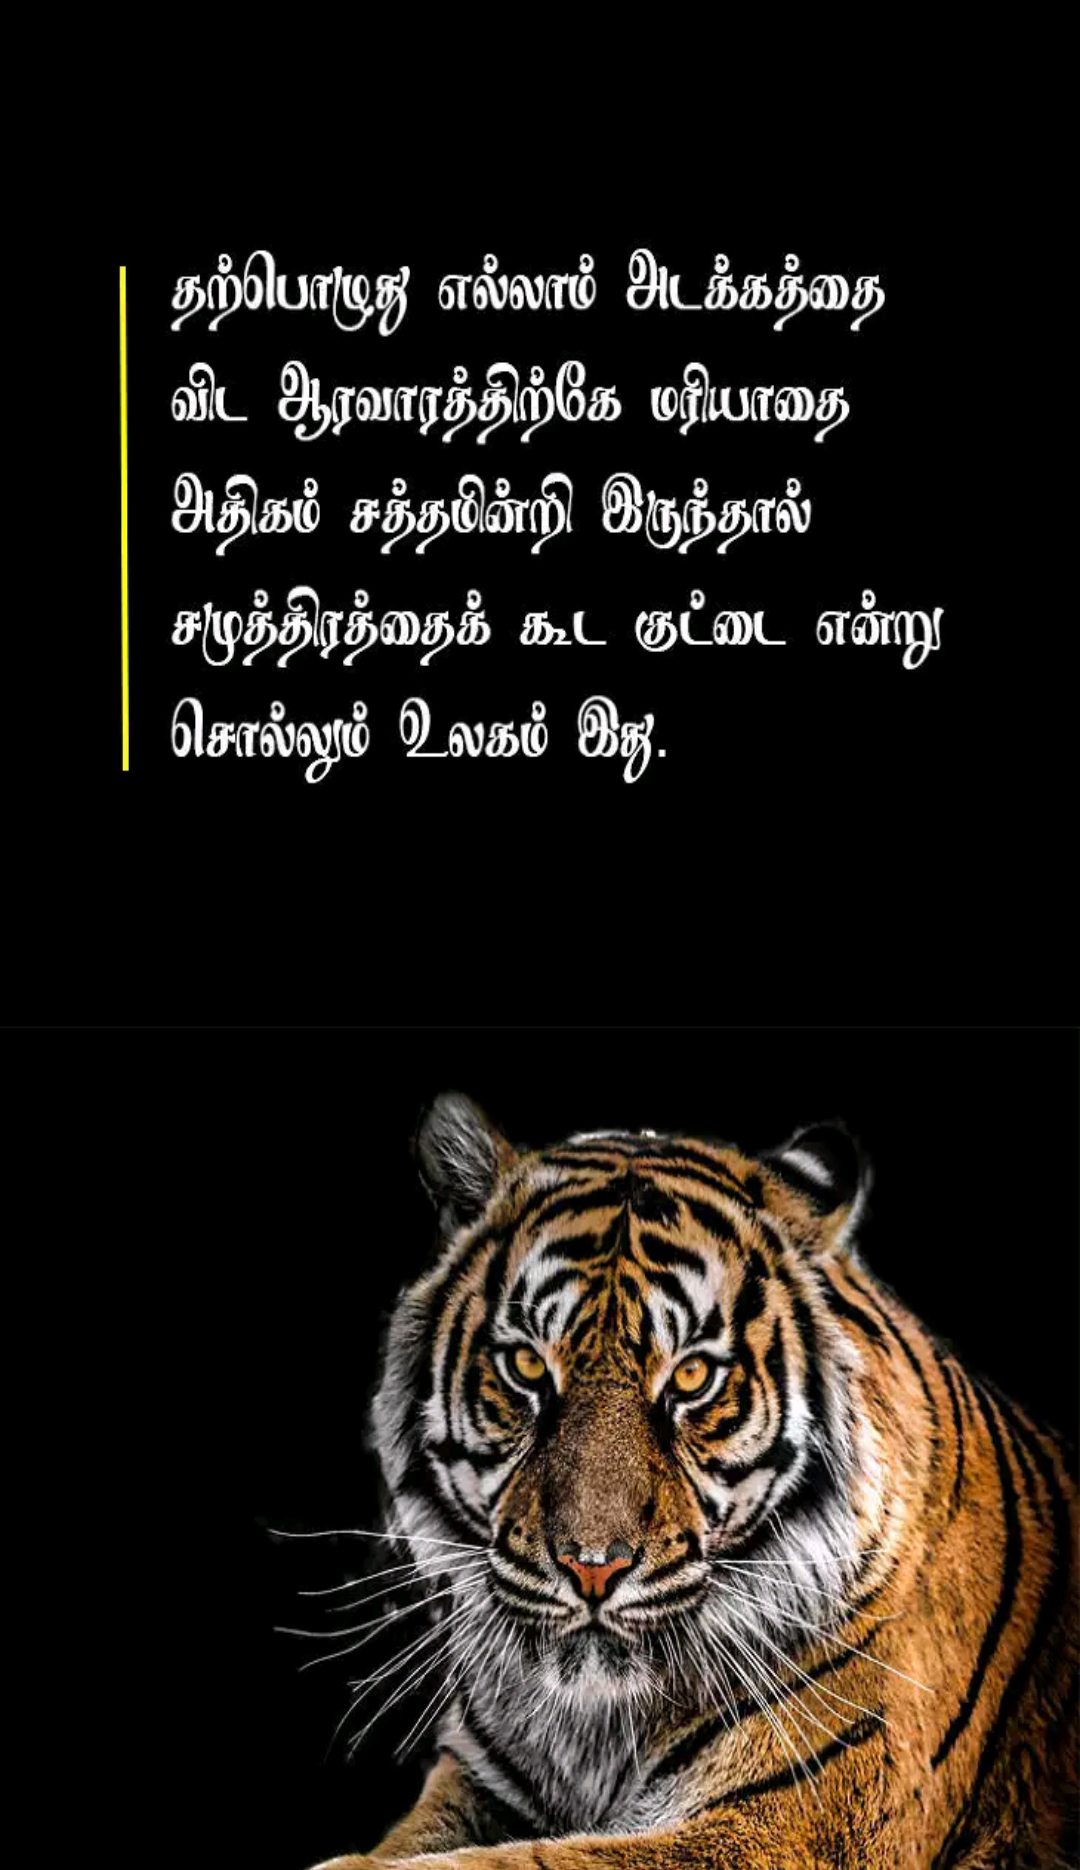 தற்பொழுது எல்லாம் அடக்கத்தை
விட ஆரவாரத்திற்கே மரியாதை
அதிகம் சத்தமின்றி இருந்தால்
சமுத்திரத்தைக் கூட குட்டை என்று
சொல்லும் உலகம் இது.